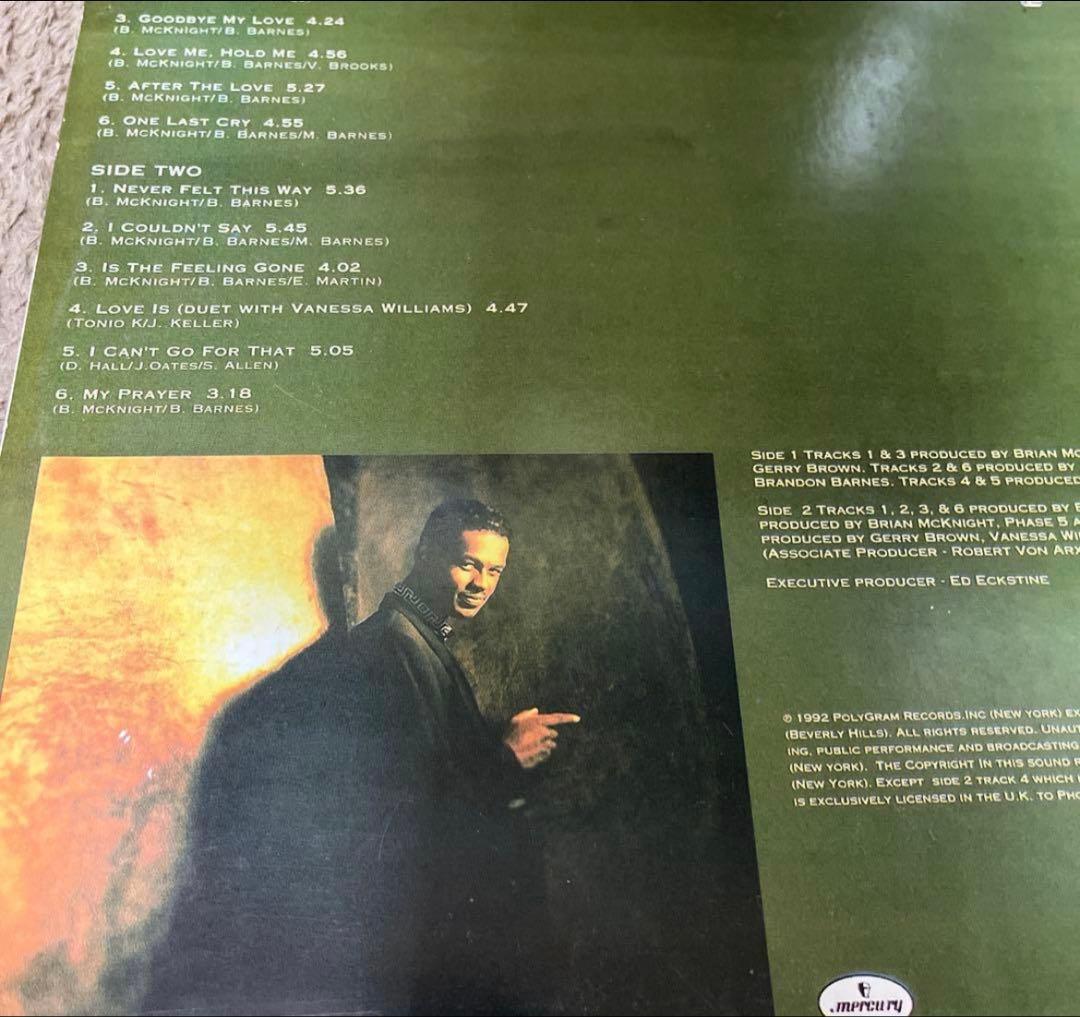 3. Goodbye My Love 4.24
(B. McKnight/B. Barnes)
4. Love Me, Hold Me 4.56
(B. McKnight/B. Barnes/V. Brooks)
5. After The Love 5.27
(B. McKnight/B. Barnes)
6. One Last Cry 4.55
(B. McKnight/B. Barnes/M. Barnes)
SIDE TWO
1. Never Felt This Way 5.36
(B. McKnight/B. Barnes)
2. I Couldn't Say 5.45
(B. McKnight/B. Barnes/M. Barnes)
3. Is The Feeling Gone 4.02
(B. McKnight/B. Barnes/E. Martin)
4. Love Is (duet with Vanessa Williams) 4.47
(Tonio K/J. Keller)
5. I Can't Go For That 5.05
(D. Hall/J.Oates/S. Allen)
6. My Prayer 3.18
(B. McKnight/B. Barnes)
Side 1 Tracks 1 & 3 produced by Brian
Gerry Brown. Tracks 2 & 6 produced by
Brandon Barnes. Tracks 4 & 5 produced
Side 2 Tracks 1, 2, 3, & 6 produced by
produced by Brian McKnight, Phase 5
produced by Gerry Brown, Vanessa
(Associate Producer - Robert Von
Executive producer - Ed Eckstine
℗ 1992 PolyGram Records.Inc (New York)
(Beverly Hills). All rights reserved.
ing, public performance and broadcasting
(New York). The Copyright In this sound
(New York). Except side 2 track 4 which
is exclusively licensed in the U.K. to
mercury